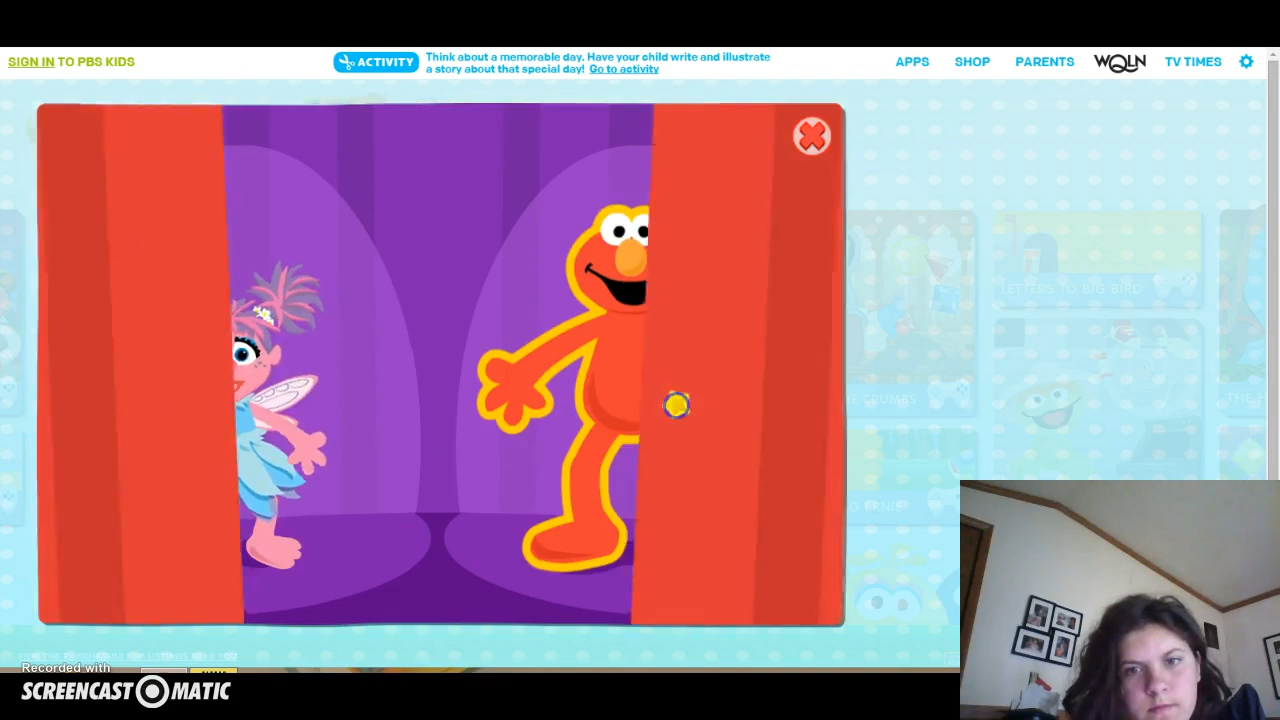 SIGN IN TO PBS KIDS
ACTIVITY
Think about a memorable day. Have your child write and illustrate
a story about that special day! Go to activity
APPS SHOP PARENTS WQLN TV TIMES
LETTERS TO BIG BIRD
CRUMBS
ERNIE
Recorded with
SCREENCAST MATIC